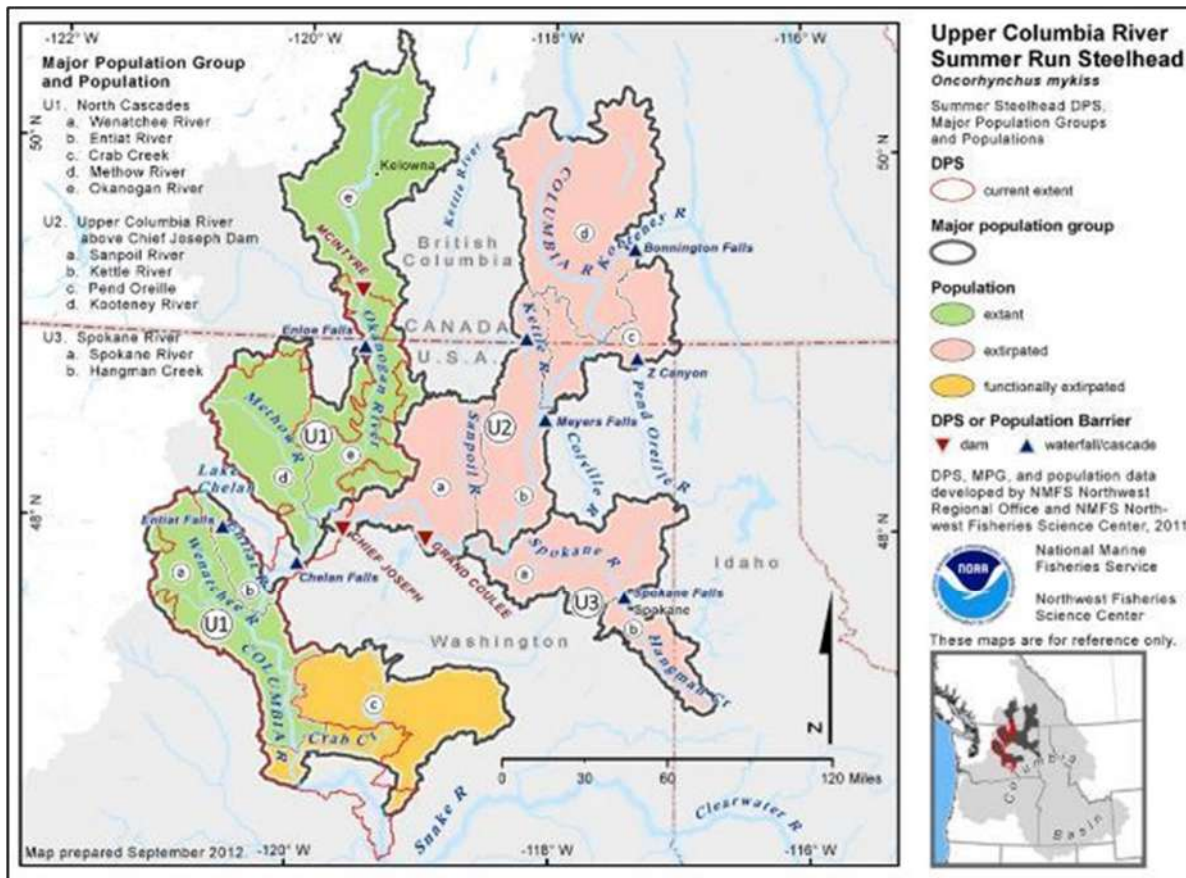 -122° W
-120° W
-118° W
-116° W
Major Population Group
and Population
U1. North Cascades
a. Wenatchee River
b. Entiat River
c. Crab Creek
d. Methow River
e. Okanogan River
U2. Upper Columbia River
above Chief Joseph Dam
a. Sanpoil River
b. Kettle River
c. Pend Oreille
d. Kooteney River
U3. Spokane River
a. Spokane River
b. Hangman Creek
50° N
50° N
48° N
48° N
Kelowna
e
MCINTYRE
Kettle River
British
Columbia
COLUMBIA R
d
Kooteney R
Bonnington Falls
Enloe Falls
CANADA
U.S.A.
Okanogan River
Kettle R
c
Z Canyon
Methow R
U1
d
e
Lake
Chelan
Sanpoil R
U2
a
b
Meyers Falls
Colville R
Pend Oreille R
Entiat Falls
Entiat R
Wenatchee R
a
b
U1
Chelan Falls
CHIEF JOSEPH
GRAND COULEE
Spokane R
a
U3
Spokane Falls
Spokane
b
Hangman Cr
Idaho
Washington
COLUMBIA R
c
Crab Cr
Snake R
Clearwater R
N
0 30 60 120 Miles
Map prepared September 2012.
-120° W
-118° W
-116° W
Upper Columbia River
Summer Run Steelhead
Oncorhynchus mykiss
Summer Steelhead DPS,
Major Population Groups
and Populations
DPS
current extent
Major population group
Population
extant
extirpated
functionally extirpated
DPS or Population Barrier
dam
waterfall/cascade
DPS, MPG, and population data
developed by NMFS Northwest
Regional Office and NMFS North-
west Fisheries Science Center, 2011
NOAA
National Marine
Fisheries Service
Northwest Fisheries
Science Center
These maps are for reference only.
Columbia
Basin